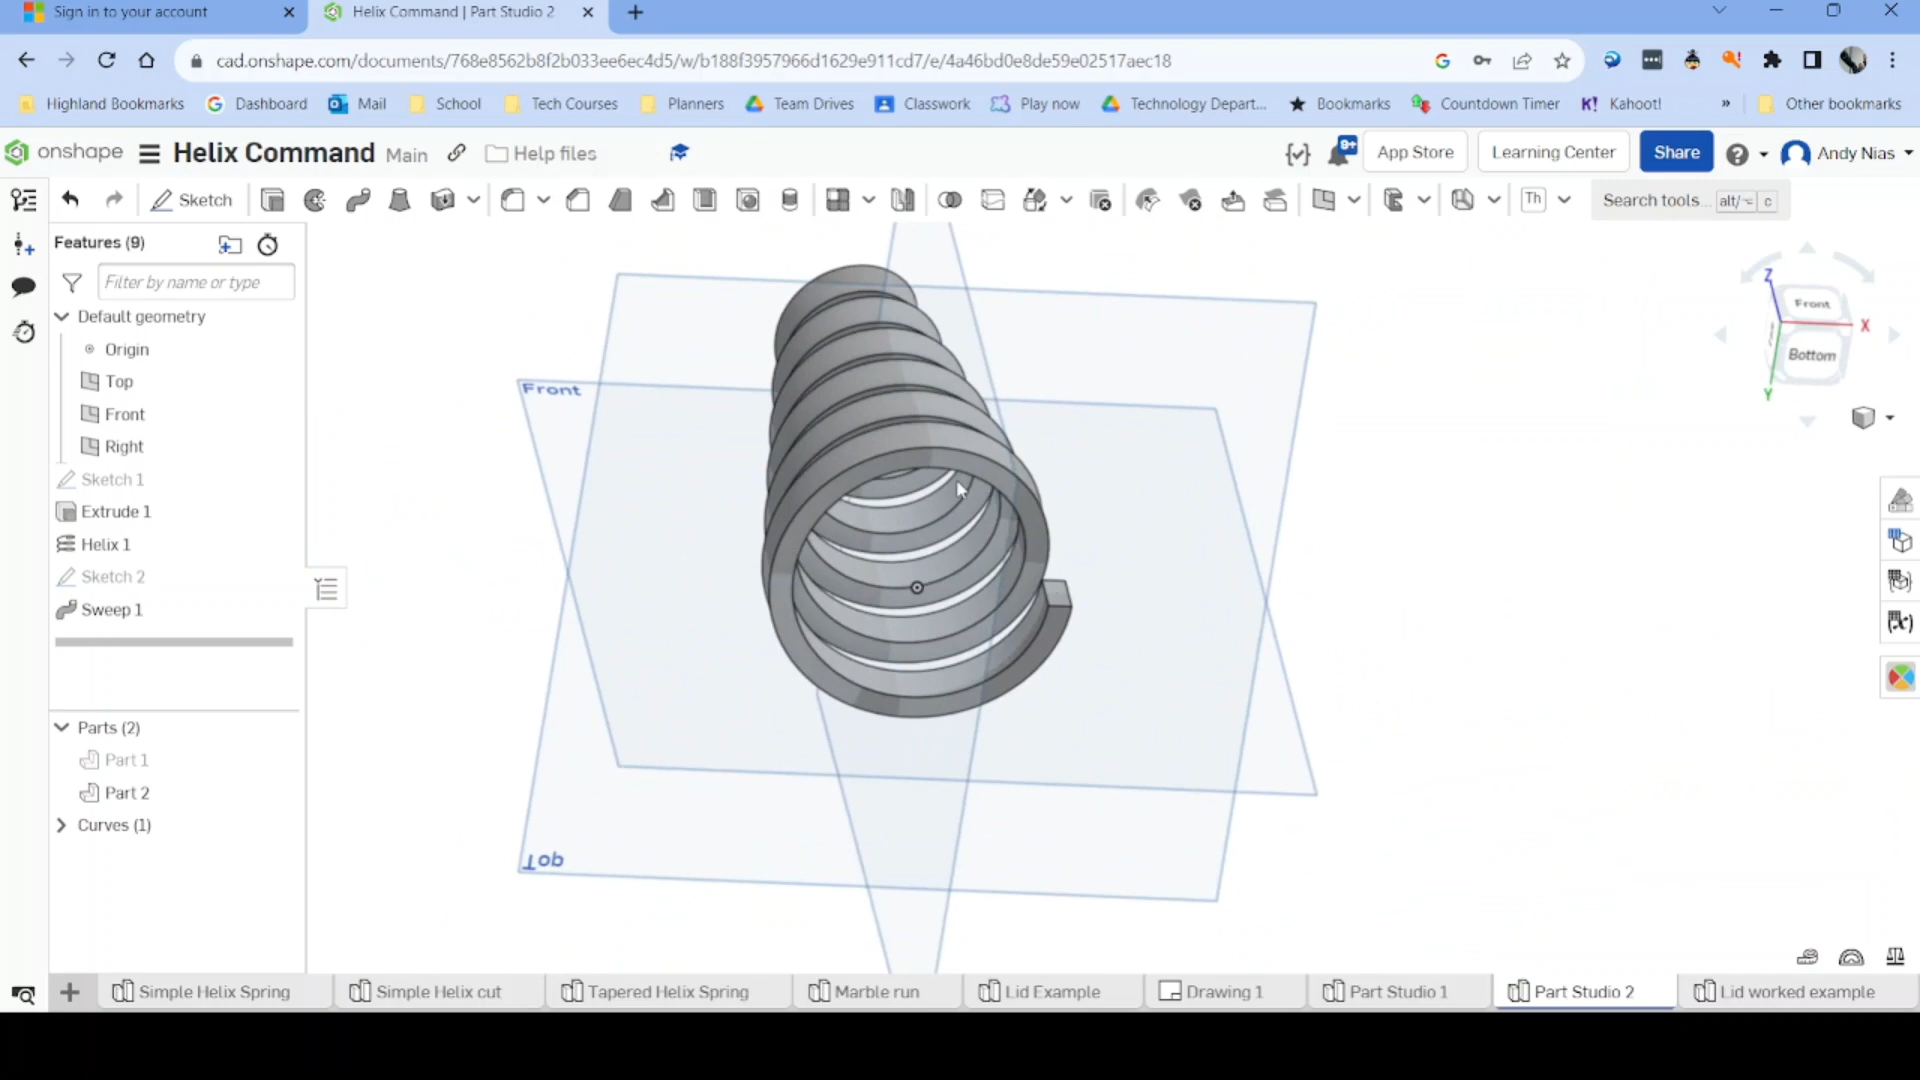 Sign in to your account
Helix Command | Part Studio 2
cad.onshape.com/documents/768e8562b8f2b033ee6ec4d5/w/b188f3957966d1629e911cd7/e/4a46bd0e8de59e02517aec18
Highland Bookmarks
Dashboard
Mail
School
Tech Courses
Planners
Team Drives
Classwork
Play now
Technology Depart...
Bookmarks
Countdown Timer
K! Kahoot!
»
Other bookmarks
onshape
Helix Command
Main
Help files
9+
App Store
Learning Center
Share
Andy Nias
Sketch
Th
Search tools...
alt/⌥
c
Features (9)
Filter by name or type
Default geometry
Origin
Top
Front
Right
Sketch 1
Extrude 1
Helix 1
Sketch 2
Sweep 1
Parts (2)
Part 1
Part 2
Curves (1)
Front
Top
Z
Front
X
Bottom
Y
Simple Helix Spring
Simple Helix cut
Tapered Helix Spring
Marble run
Lid Example
Drawing 1
Part Studio 1
Part Studio 2
Lid worked example